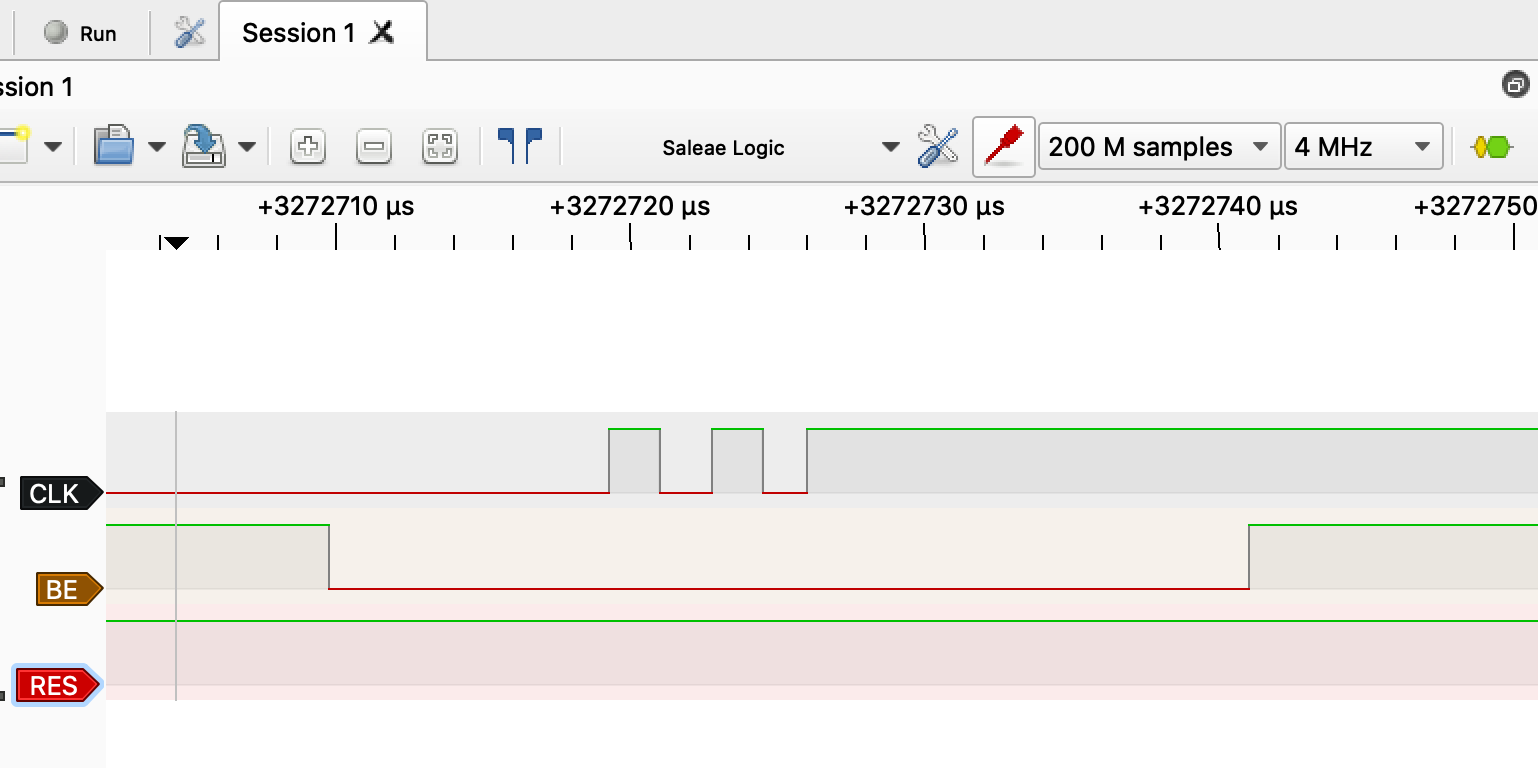 Run
Session 1
ssion 1
Saleae Logic
200 M samples
4 MHz
+3272710 µs
+3272720 µs
+3272730 µs
+3272740 µs
+3272750
CLK
BE
RES